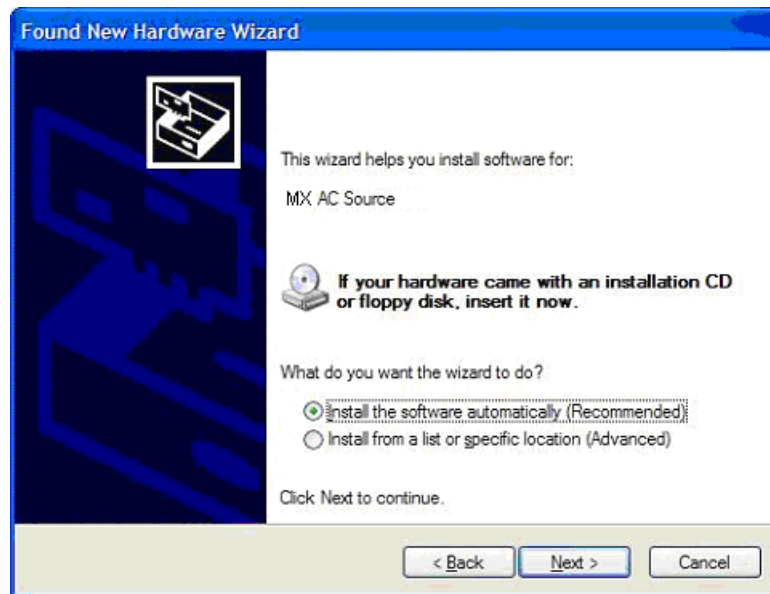 Found New Hardware Wizard
This wizard helps you install software for:
MX AC Source
If your hardware came with an installation CD
or floppy disk, insert it now.
What do you want the wizard to do?
Install the software automatically (Recommended)
Install from a list or specific location (Advanced)
Click Next to continue.
< Back Next > Cancel